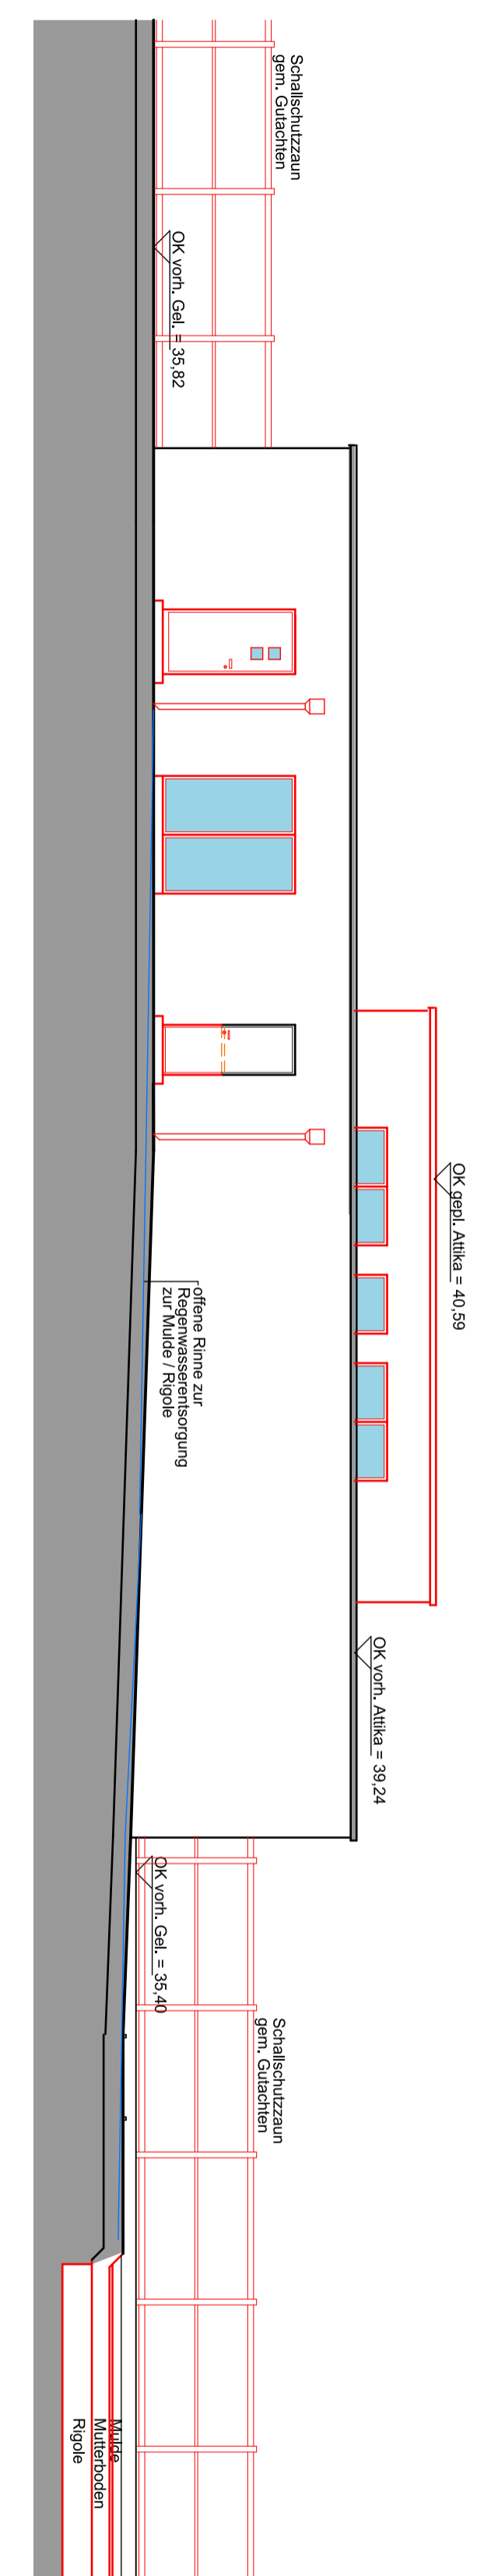 Schallschutzzaun
gem. Gutachten
OK vorh. Gel. = 35,82
OK gepl. Attika = 40,59
offene Rinne zur
Regenwasserentsorgung
zur Mulde / Rigole
OK vorh. Attika = 39,24
OK vorh. Gel. = 35,40
Schallschutzzaun
gem. Gutachten
Mulde
Mutterboden
Rigole